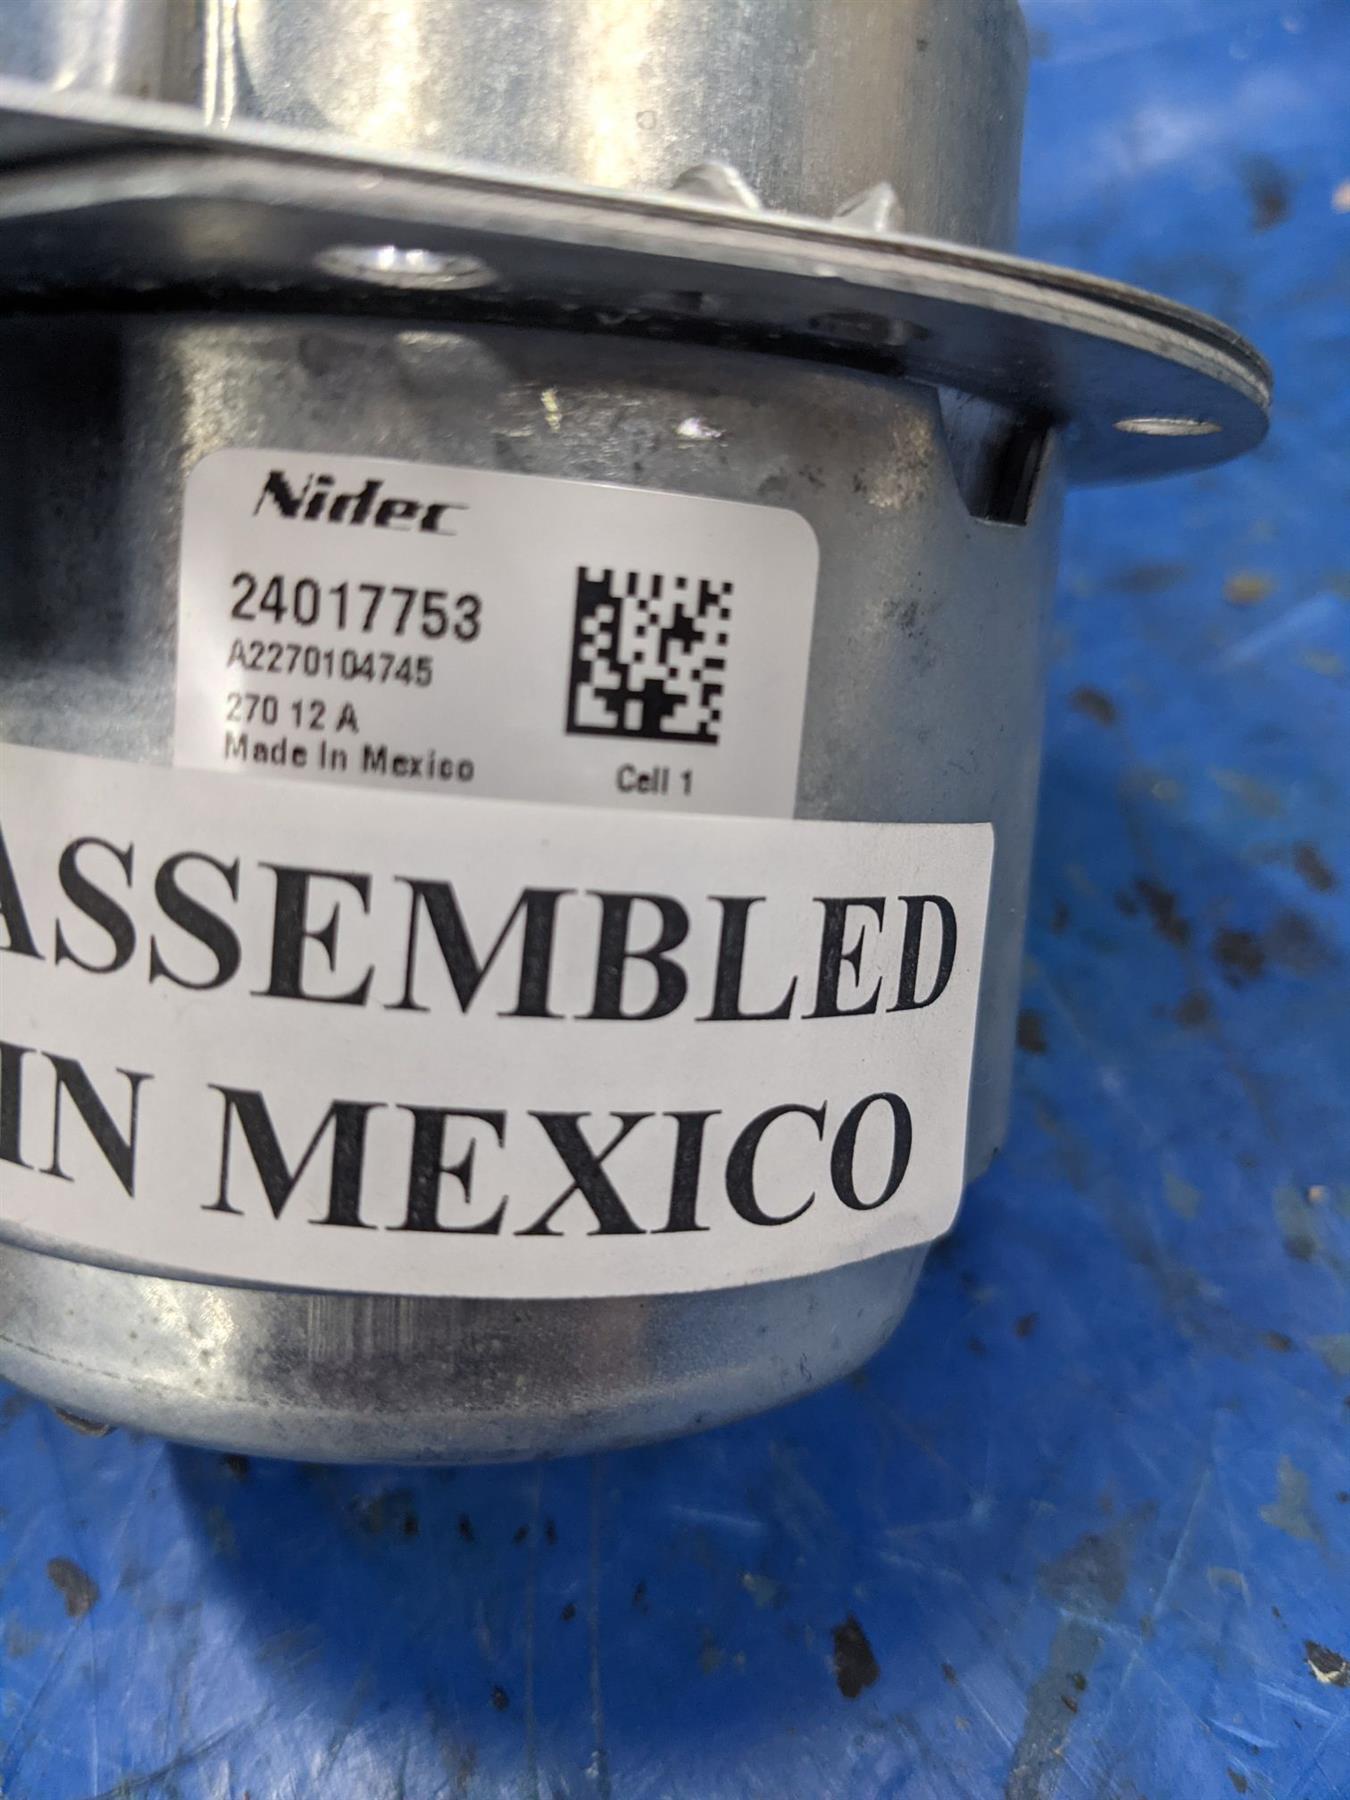 Nidec
24017753
A2270104745
270 12 A
Made In Mexico
Cell 1
ASSEMBLED
IN MEXICO